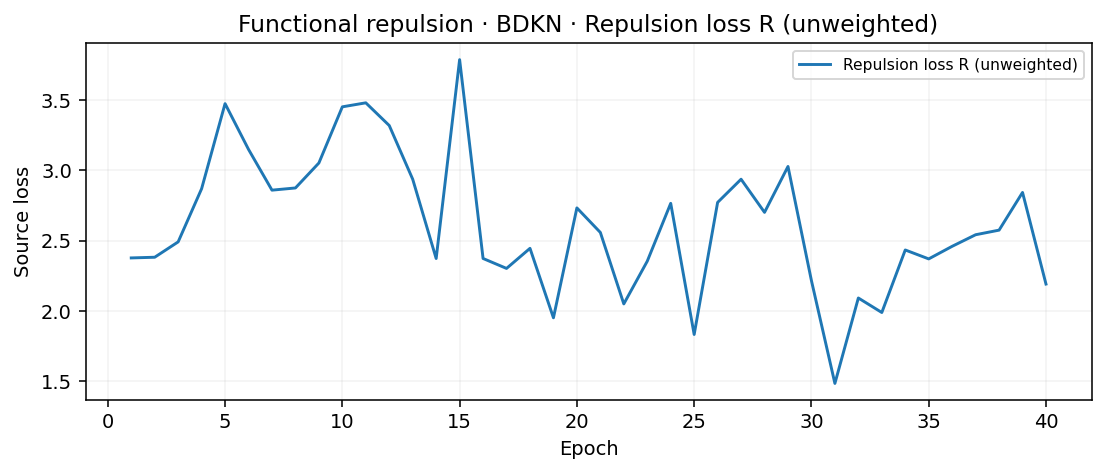 Functional repulsion · BDKN · Repulsion loss R (unweighted)
Repulsion loss R (unweighted)
Source loss
3.5
3.0
2.5
2.0
1.5
0 5 10 15 20 25 30 35 40
Epoch